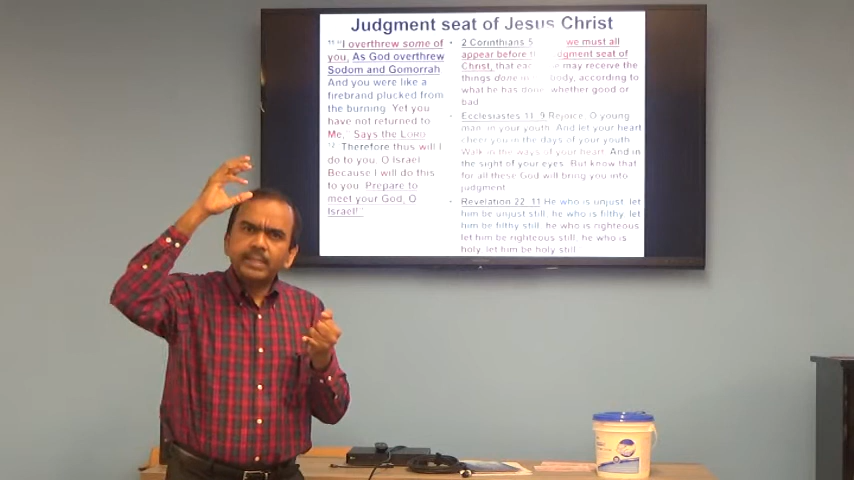 Judgment seat of Jesus Christ
11 "I overthrew some of
you, As God overthrew
Sodom and Gomorrah
And you were like a
firebrand plucked from
the burning. Yet you
have not returned to
Me," Says the LORD
12 Therefore thus will I
do to you, O Israel
Because I will do this
to you, Prepare to
meet your God, O
Israel!"
• 2 Corinthians 5 we must all
appear before judgment seat of
Christ, that may receive the
things done in body, according to
what he has done whether good or
bad
• Ecclesiastes 11 9 Rejoice, O young
man, in your youth, And let your heart
cheer you in the days of your youth
Walk in the ways of your heart, And in
the sight of your eyes, But know that
for all these God will bring you into
judgment
• Revelation 22 11 He who is unjust, let
him be unjust still, he who is filthy, let
him be filthy still, he who is righteous
let him be righteous still, he who is
holy, let him be holy still